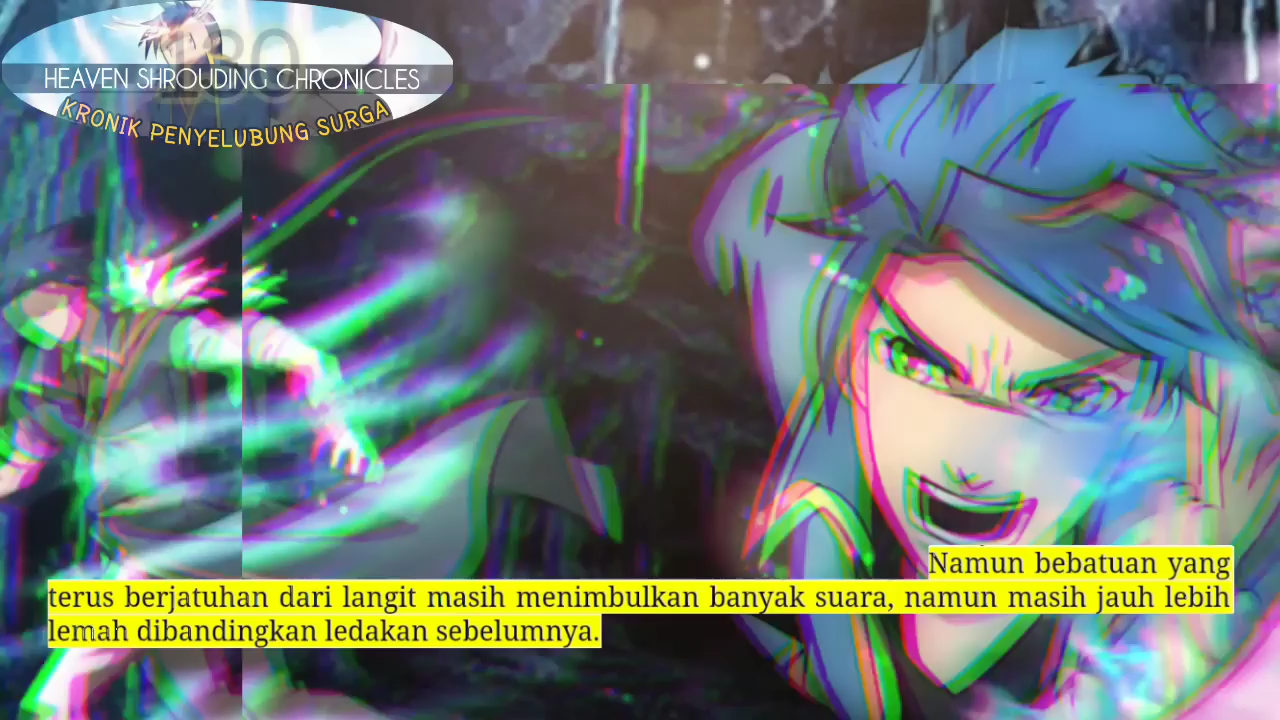 180
HEAVEN SHROUDING CHRONICLES
KRONIK PENYELUBUNG SURGA
Namun bebatuan yang
terus berjatuhan dari langit masih menimbulkan banyak suara, namun masih jauh lebih
lemah dibandingkan ledakan sebelumnya.